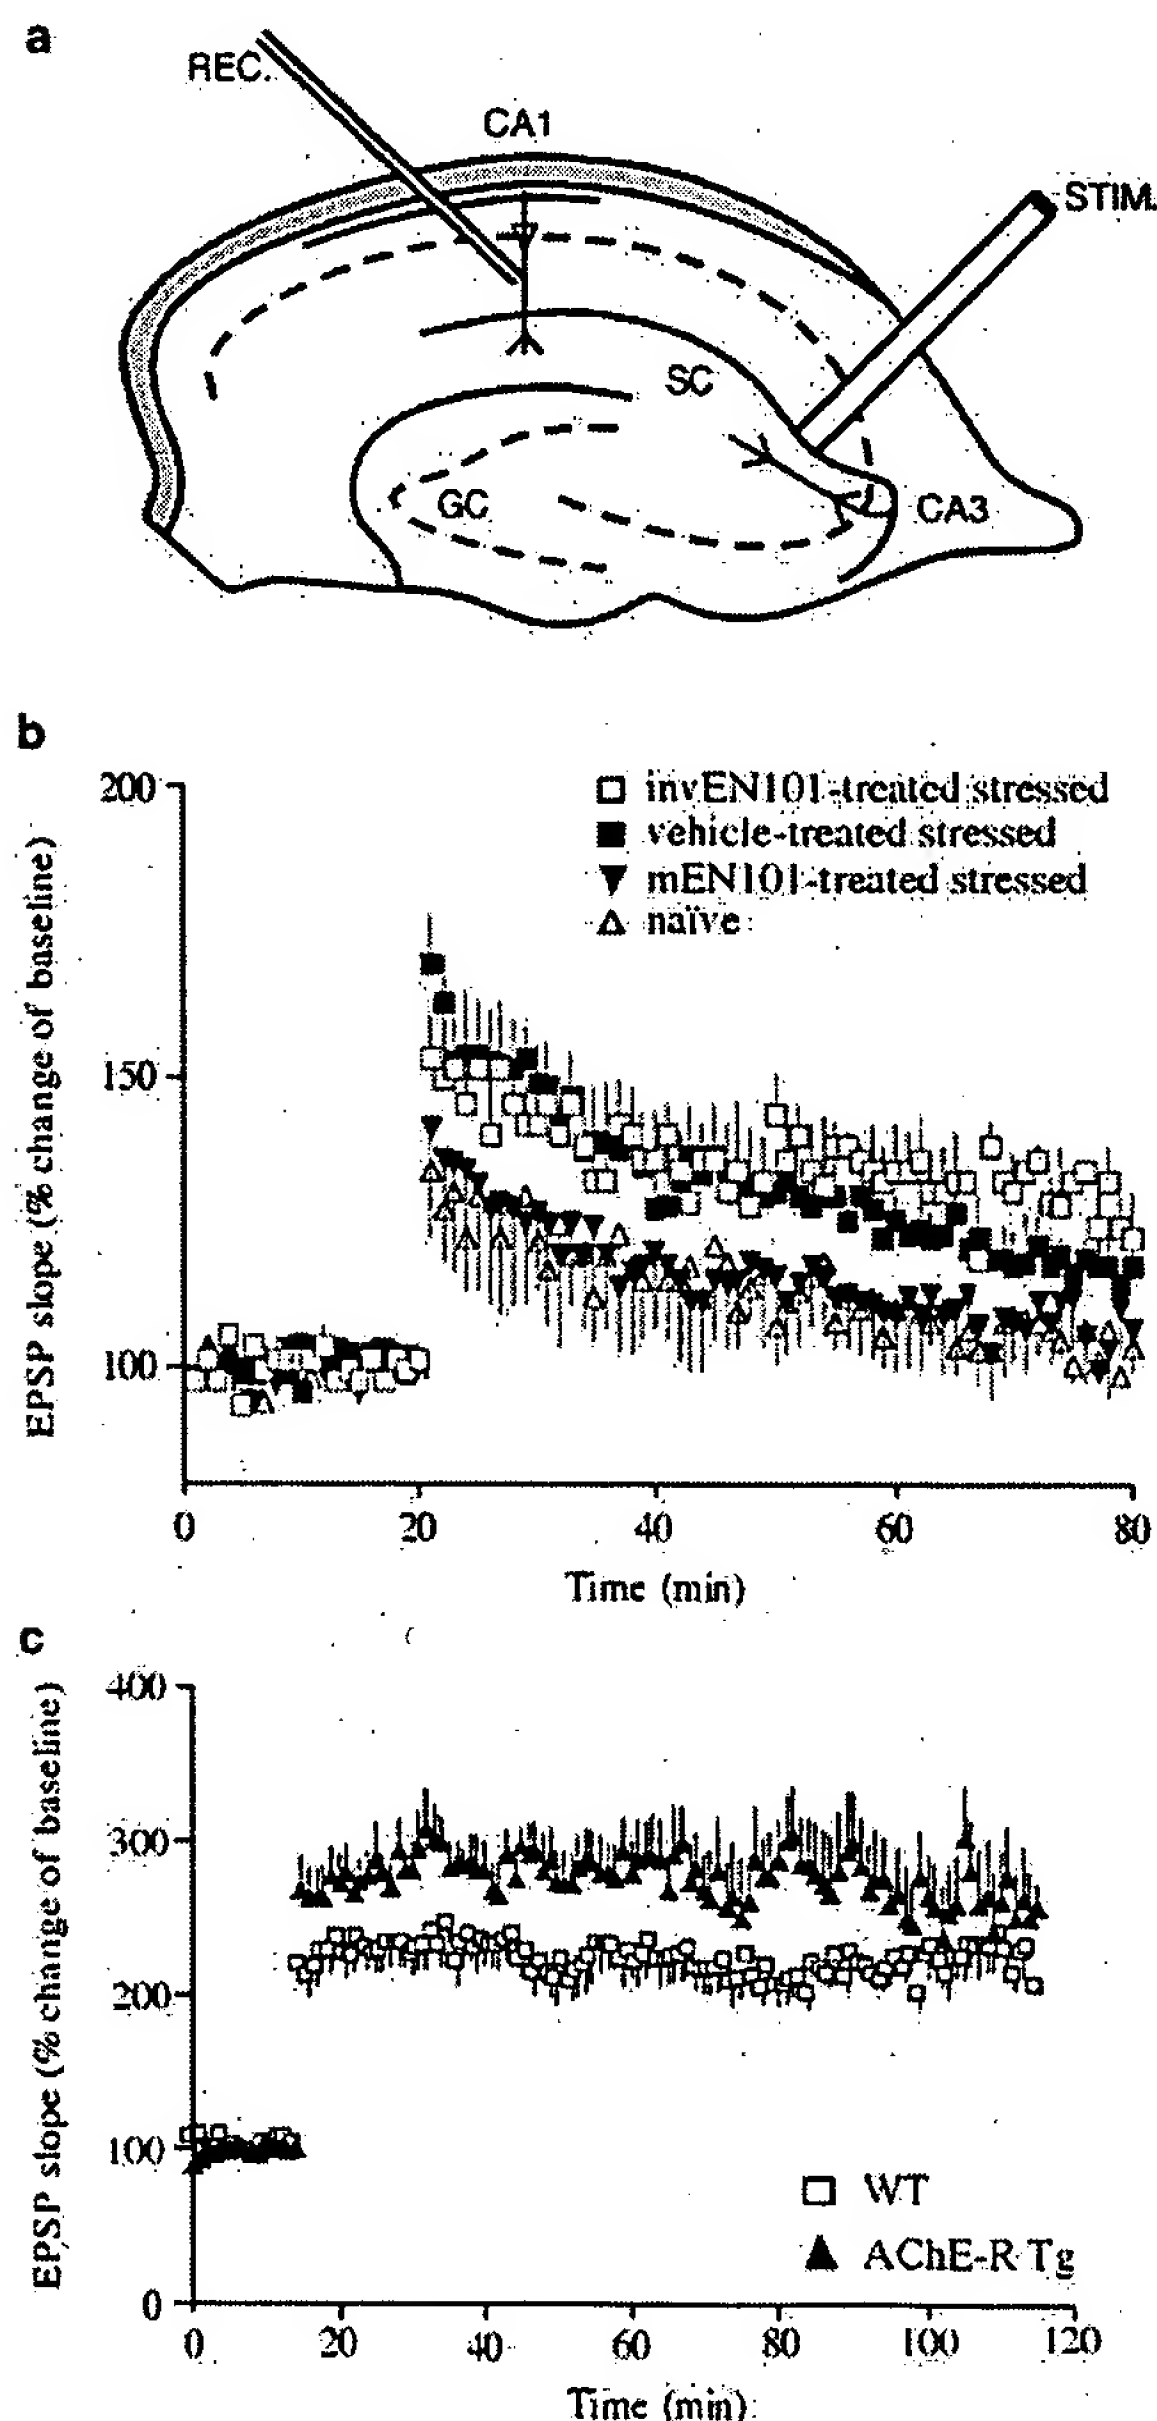 a
REC.
CA1
STIM.
SC
GC
CA3
b
200
150
100
EPSP slope (% change of baseline)
invEN101-treated stressed
vehicle-treated stressed
mEN101-treated stressed
naïve
0 20 40 60 80
Time (min)
c
400
300
200
100
0
EPSP slope (% change of baseline)
WT
AChE-R Tg
0 20 40 60 80 100 120
Time (min)